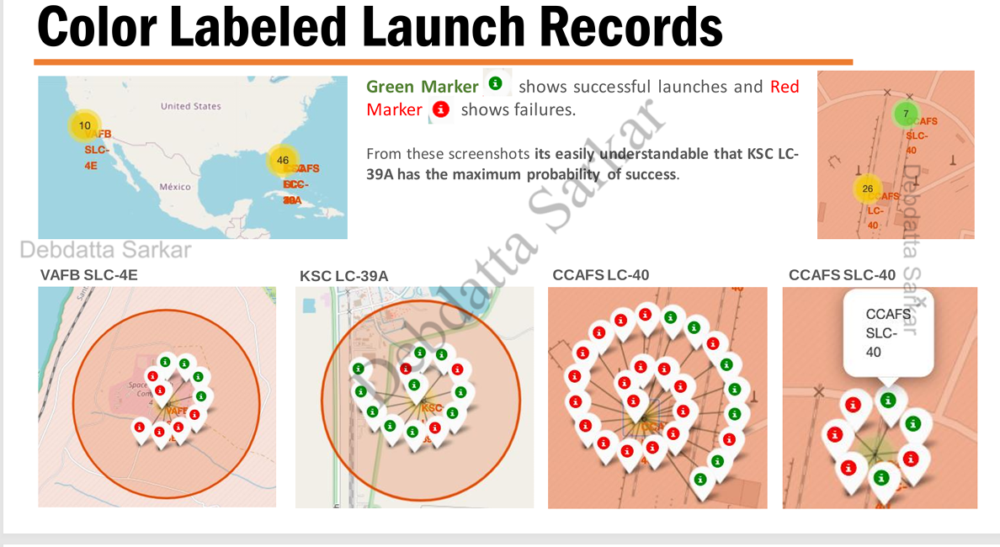 Color Labeled Launch Records
Green Marker i shows successful launches and Red
Marker i shows failures.
From these screenshots its easily understandable that KSC LC-
39A has the maximum probability of success.
United States
México
10
VAFB
SLC-
4E
46
7
CCAFS
SLC-
40
26
CCAFS
LC-
40
Debdatta Sarkar
Debdatta Sarkar
Debdatta Sarkar
VAFB SLC-4E
KSC LC-39A
CCAFS LC-40
CCAFS SLC-40
CCAFS
SLC-
40
KSC